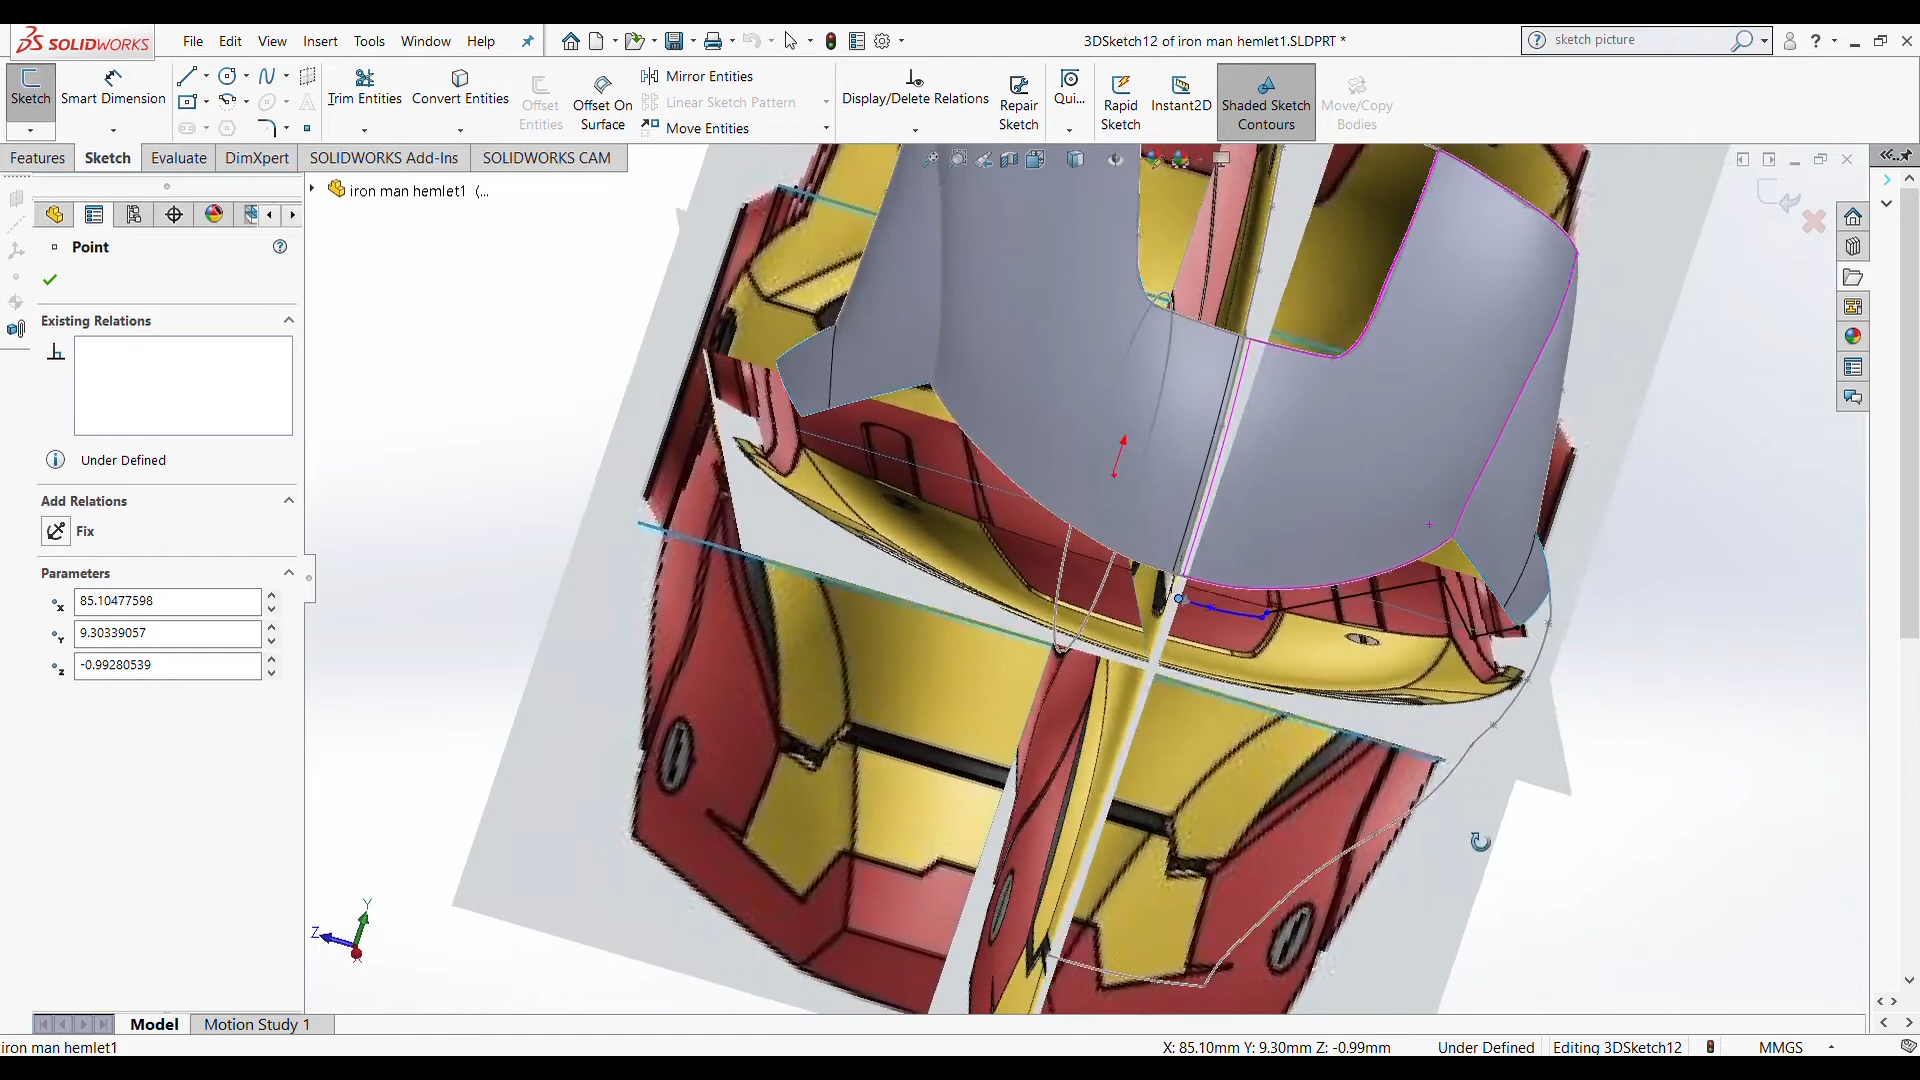 SOLIDWORKS
File Edit View Insert Tools Window Help
3DSketch12 of iron man hemlet1.SLDPRT *
sketch picture
Sketch
Smart Dimension
Trim Entities
Convert Entities
Offset Entities
Offset On Surface
Mirror Entities
Linear Sketch Pattern
Move Entities
Display/Delete Relations
Repair Sketch
Qui...
Rapid Sketch
Instant2D
Shaded Sketch Contours
Move/Copy Bodies
Features Sketch Evaluate DimXpert SOLIDWORKS Add-Ins SOLIDWORKS CAM
iron man hemlet1 (...
Point
Existing Relations
Under Defined
Add Relations
Fix
Parameters
X 85.10477598
Y 9.30339057
Z -0.99280539
Y
Z
X
Model Motion Study 1
iron man hemlet1
X: 85.10mm Y: 9.30mm Z: -0.99mm
Under Defined
Editing 3DSketch12
MMGS